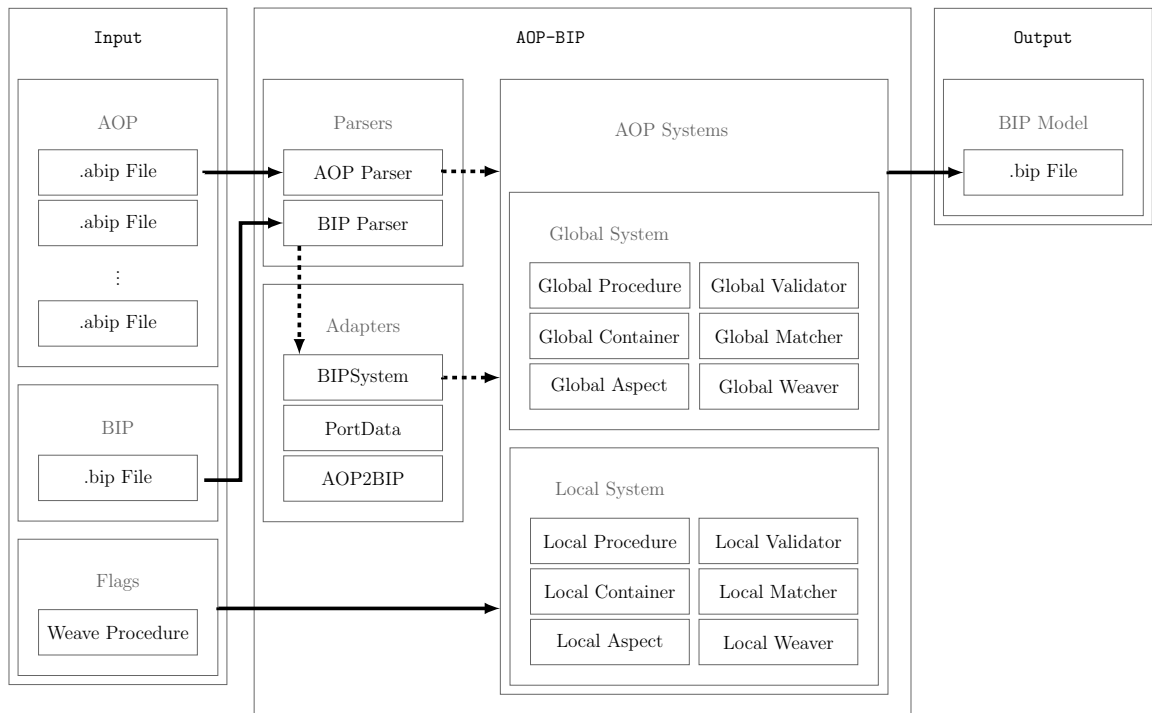 Input
AOP
.abip File
.abip File
⋮
.abip File
BIP
.bip File
Flags
Weave Procedure
AOP-BIP
Parsers
AOP Parser
BIP Parser
Adapters
BIPSystem
PortData
AOP2BIP
AOP Systems
Global System
Global Procedure
Global Validator
Global Container
Global Matcher
Global Aspect
Global Weaver
Local System
Local Procedure
Local Validator
Local Container
Local Matcher
Local Aspect
Local Weaver
Output
BIP Model
.bip File